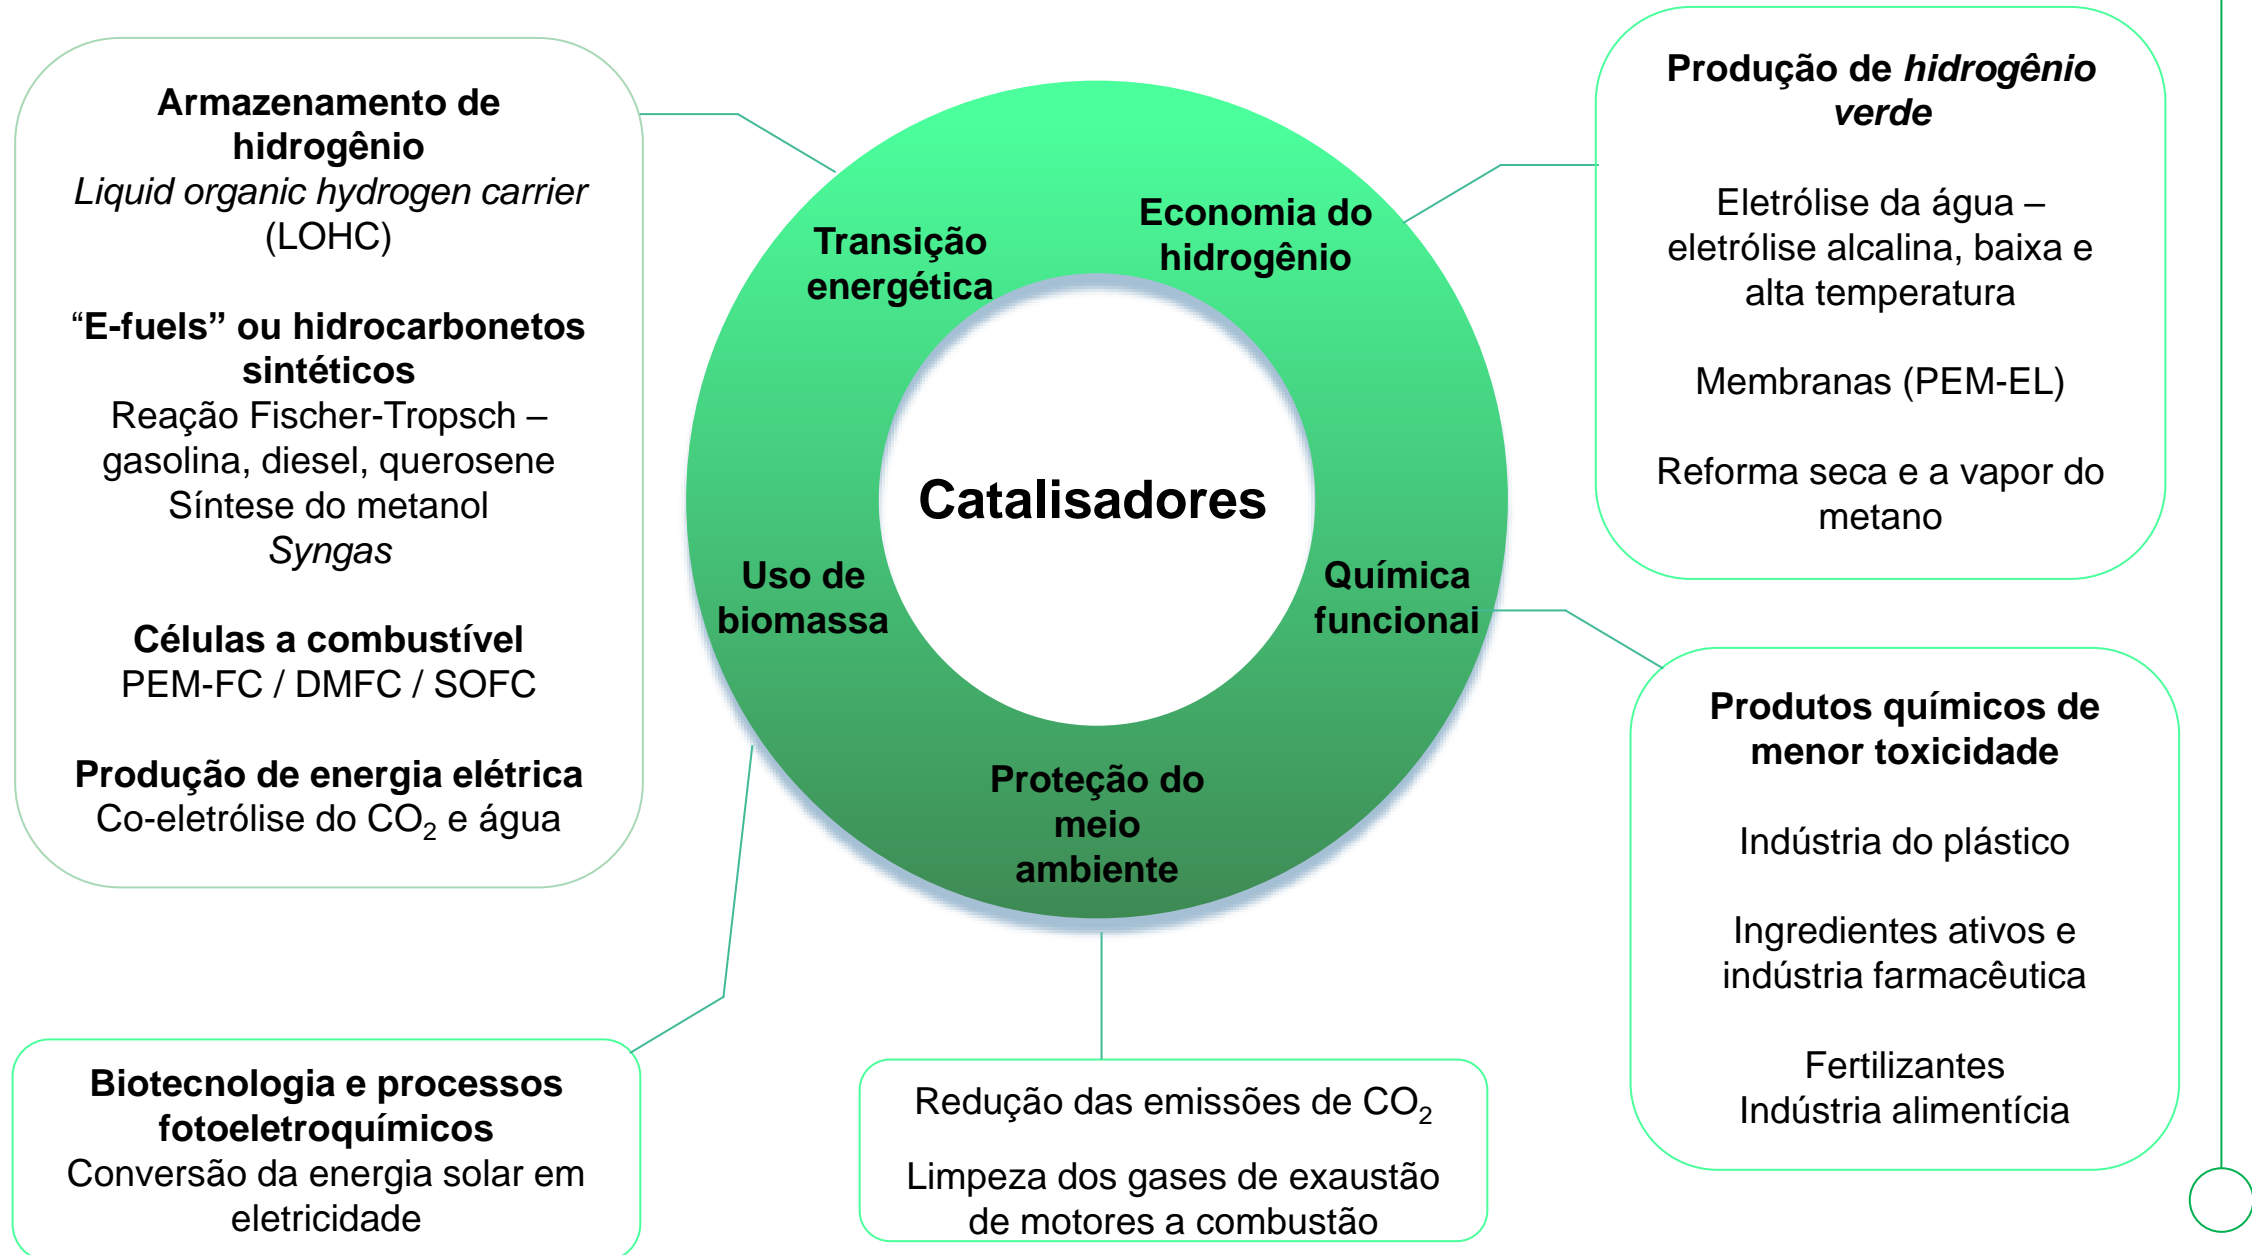 Armazenamento de
hidrogênio
Liquid organic hydrogen carrier
(LOHC)
“E-fuels” ou hidrocarbonetos
sintéticos
Reação Fischer-Tropsch –
gasolina, diesel, querosene
Síntese do metanol
Syngas
Células a combustível
PEM-FC / DMFC / SOFC
Produção de energia elétrica
Co-eletrólise do CO₂ e água
Transição
energética
Economia do
hidrogênio
Catalisadores
Uso de
biomassa
Química
funcional
Proteção do
meio
ambiente
Produção de hidrogênio
verde
Eletrólise da água –
eletrólise alcalina, baixa e
alta temperatura
Membranas (PEM-EL)
Reforma seca e a vapor do
metano
Produtos químicos de
menor toxicidade
Indústria do plástico
Ingredientes ativos e
indústria farmacêutica
Fertilizantes
Indústria alimentícia
Biotecnologia e processos
fotoeletroquímicos
Conversão da energia solar em
eletricidade
Redução das emissões de CO₂
Limpeza dos gases de exaustão
de motores a combustão